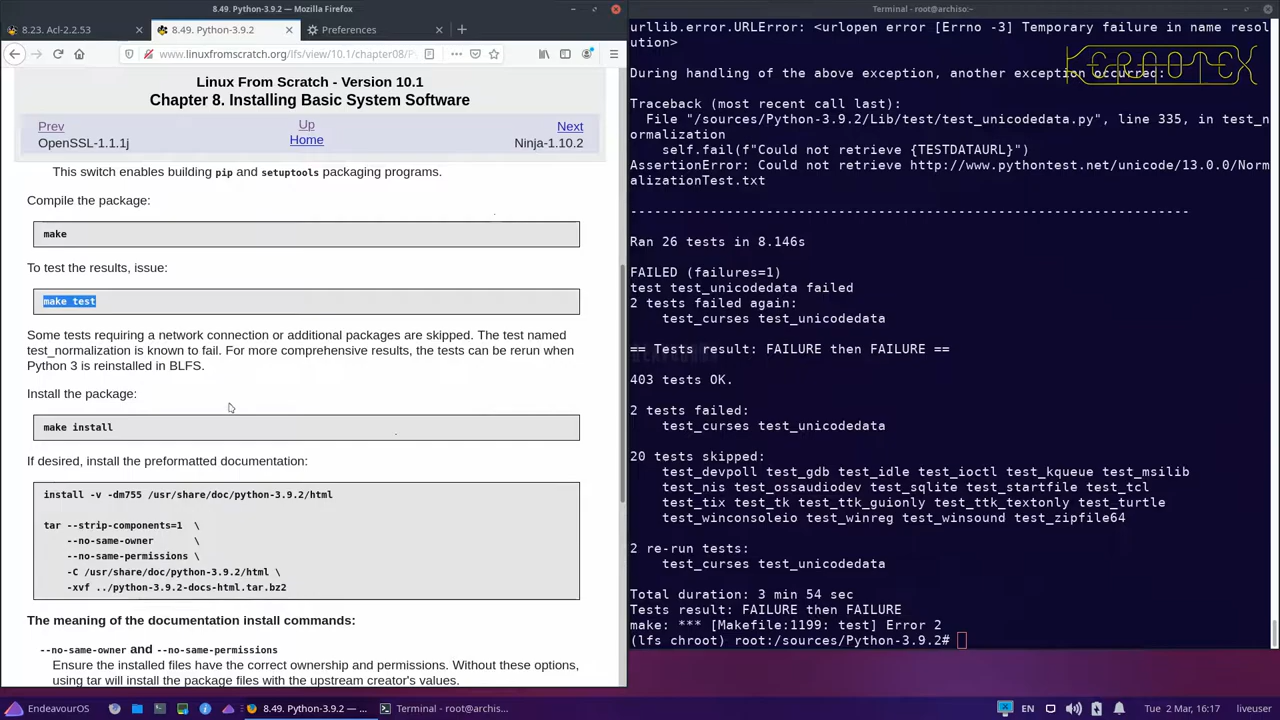 8.49. Python-3.9.2 — Mozilla Firefox
Terminal - root@archiso:~
8.23. Acl-2.2.53
8.49. Python-3.9.2
Preferences
www.linuxfromscratch.org/lfs/view/10.1/chapter08/P
Linux From Scratch - Version 10.1
Chapter 8. Installing Basic System Software
Prev
Up
Next
OpenSSL-1.1.1j
Home
Ninja-1.10.2
This switch enables building pip and setuptools packaging programs.
Compile the package:
make
To test the results, issue:
make test
Some tests requiring a network connection or additional packages are skipped. The test named
test_normalization is known to fail. For more comprehensive results, the tests can be rerun when
Python 3 is reinstalled in BLFS.
Install the package:
make install
If desired, install the preformatted documentation:
install -v -dm755 /usr/share/doc/python-3.9.2/html
tar --strip-components=1  \
--no-same-owner       \
--no-same-permissions \
-C /usr/share/doc/python-3.9.2/html \
-xvf ../python-3.9.2-docs-html.tar.bz2
The meaning of the documentation install commands:
--no-same-owner and --no-same-permissions
Ensure the installed files have the correct ownership and permissions. Without these options,
using tar will install the package files with the upstream creator's values.
urllib.error.URLError: <urlopen error [Errno -3] Temporary failure in name resol
ution>
KERNOTEX
During handling of the above exception, another exception occurred:
Traceback (most recent call last):
File "/sources/Python-3.9.2/Lib/test/test_unicodedata.py", line 335, in test_n
ormalization
self.fail(f"Could not retrieve {TESTDATAURL}")
AssertionError: Could not retrieve http://www.pythontest.net/unicode/13.0.0/Norm
alizationTest.txt
----------------------------------------------------------------------
Ran 26 tests in 8.146s
FAILED (failures=1)
test test_unicodedata failed
2 tests failed again:
test_curses test_unicodedata
== Tests result: FAILURE then FAILURE ==
403 tests OK.
2 tests failed:
test_curses test_unicodedata
20 tests skipped:
test_devpoll test_gdb test_idle test_ioctl test_kqueue test_msilib
test_nis test_ossaudiodev test_sqlite test_startfile test_tcl
test_tix test_tk test_ttk_guionly test_ttk_textonly test_turtle
test_winconsoleio test_winreg test_winsound test_zipfile64
2 re-run tests:
test_curses test_unicodedata
Total duration: 3 min 54 sec
Tests result: FAILURE then FAILURE
make: *** [Makefile:1199: test] Error 2
(lfs chroot) root:/sources/Python-3.9.2#
EndeavourOS
8.49. Python-3.9.2 — ...
Terminal - root@archis...
EN
Tue 2 Mar, 16:17
liveuser